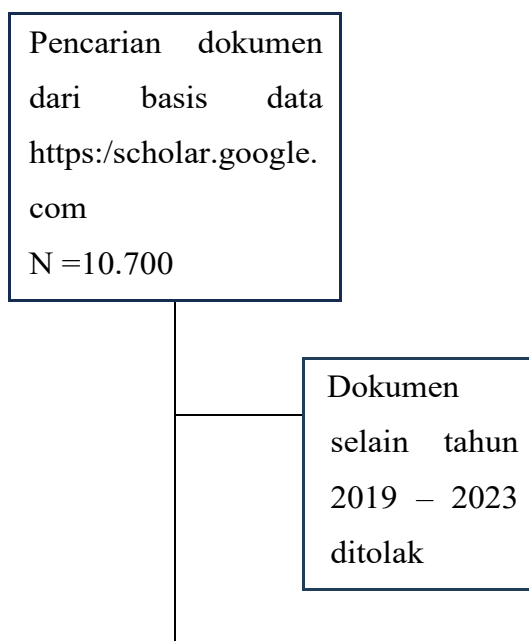 Pencarian dokumen
dari basis data
https:/scholar.google.
com
N =10.700
Dokumen
selain tahun
2019 – 2023
ditolak